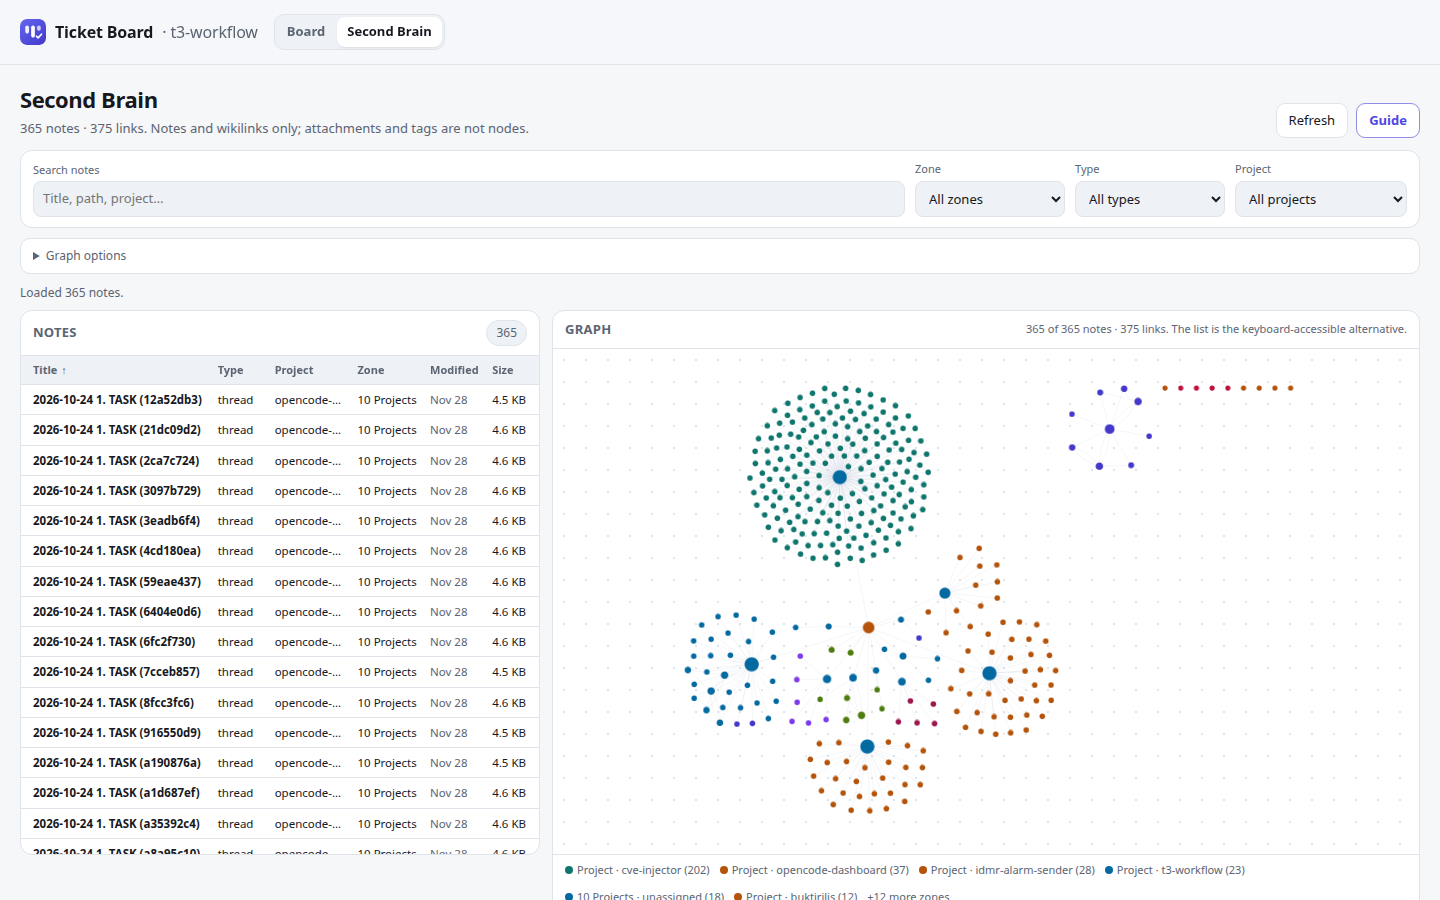 Ticket Board · t3-workflow Board Second Brain
Second Brain
365 notes · 375 links. Notes and wikilinks only; attachments and tags are not nodes.
Refresh Guide
Search notes Zone Type Project
Title, path, project... All zones All types All projects
Graph options
Loaded 365 notes.
NOTES 365
Title ↑ Type Project Zone Modified Size
2026-10-24 1. TASK (12a52db3) thread opencode-... 10 Projects Nov 28 4.5 KB
2026-10-24 1. TASK (21dc09d2) thread opencode-... 10 Projects Nov 28 4.6 KB
2026-10-24 1. TASK (2ca7c724) thread opencode-... 10 Projects Nov 28 4.6 KB
2026-10-24 1. TASK (3097b729) thread opencode-... 10 Projects Nov 28 4.6 KB
2026-10-24 1. TASK (3eadb6f4) thread opencode-... 10 Projects Nov 28 4.6 KB
2026-10-24 1. TASK (4cd180ea) thread opencode-... 10 Projects Nov 28 4.6 KB
2026-10-24 1. TASK (59eae437) thread opencode-... 10 Projects Nov 28 4.6 KB
2026-10-24 1. TASK (6404e0d6) thread opencode-... 10 Projects Nov 28 4.6 KB
2026-10-24 1. TASK (6fc2f730) thread opencode-... 10 Projects Nov 28 4.6 KB
2026-10-24 1. TASK (7cceb857) thread opencode-... 10 Projects Nov 28 4.5 KB
2026-10-24 1. TASK (8fcc3fc6) thread opencode-... 10 Projects Nov 28 4.6 KB
2026-10-24 1. TASK (916550d9) thread opencode-... 10 Projects Nov 28 4.5 KB
2026-10-24 1. TASK (a190876a) thread opencode-... 10 Projects Nov 28 4.5 KB
2026-10-24 1. TASK (a1d687ef) thread opencode-... 10 Projects Nov 28 4.6 KB
2026-10-24 1. TASK (a35392c4) thread opencode-... 10 Projects Nov 28 4.6 KB
2026-10-24 1. TASK (a8a95c10) thread opencode-... 10 Projects Nov 28 4.6 KB
GRAPH 365 of 365 notes · 375 links. The list is the keyboard-accessible alternative.
Project · cve-injector (202) Project · opencode-dashboard (37) Project · idmr-alarm-sender (28) Project · t3-workflow (23)
10 Projects · unassigned (18) Project · buktirilis (12) +12 more zones